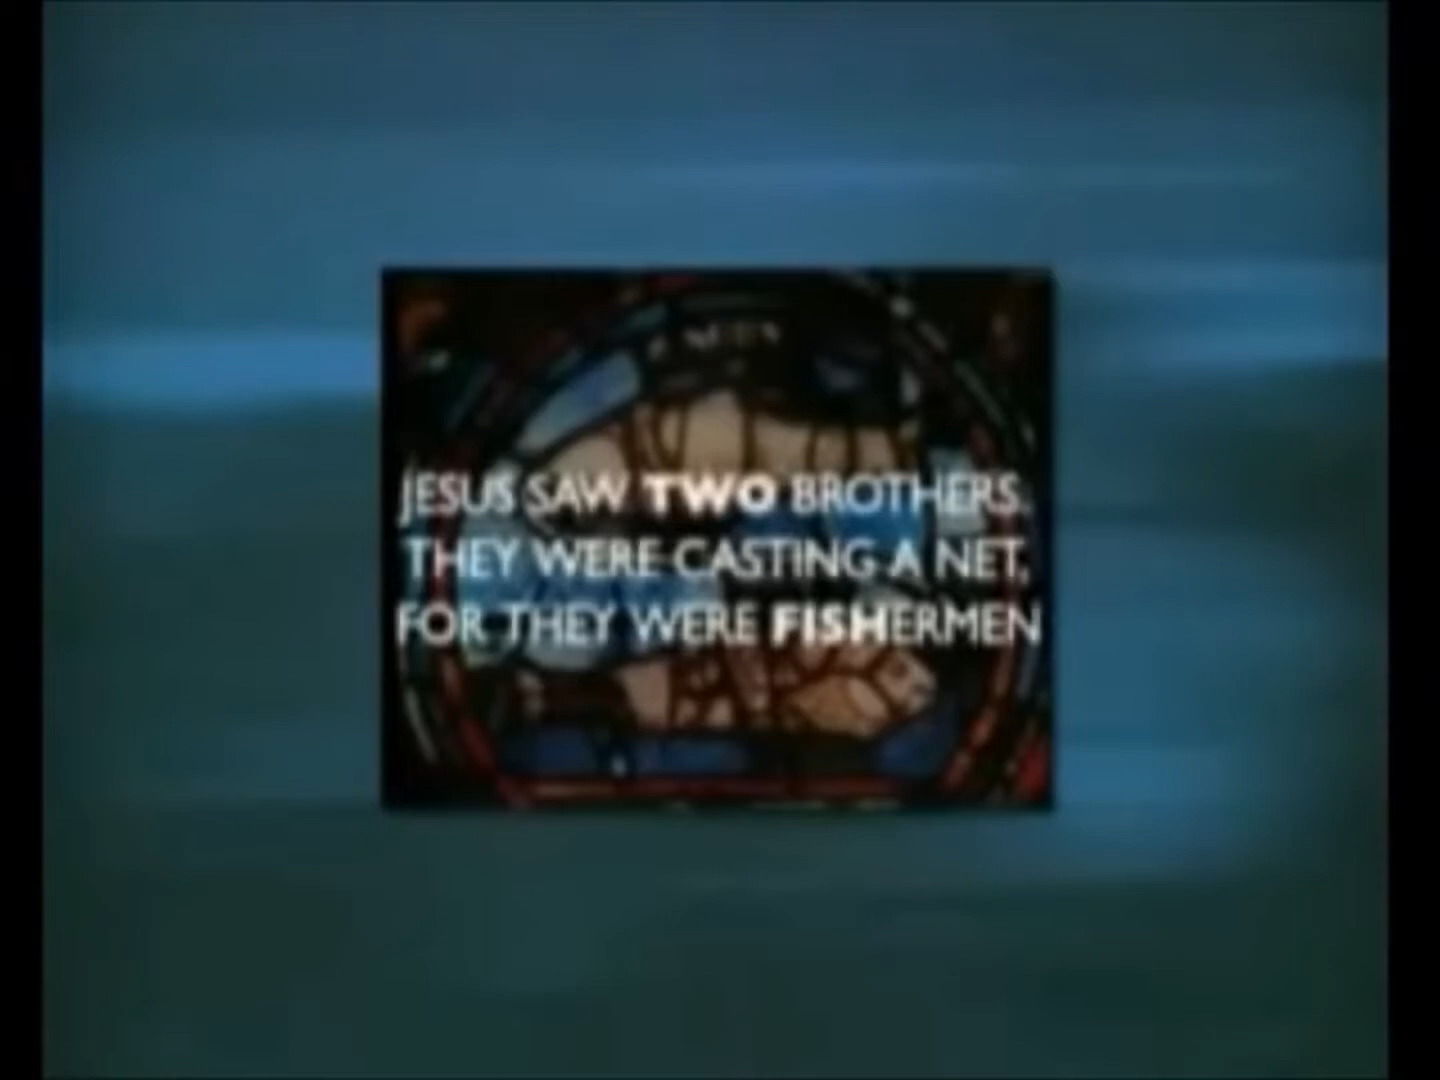 JESUS SAW TWO BROTHERS.
THEY WERE CASTING A NET,
FOR THEY WERE FISHERMEN